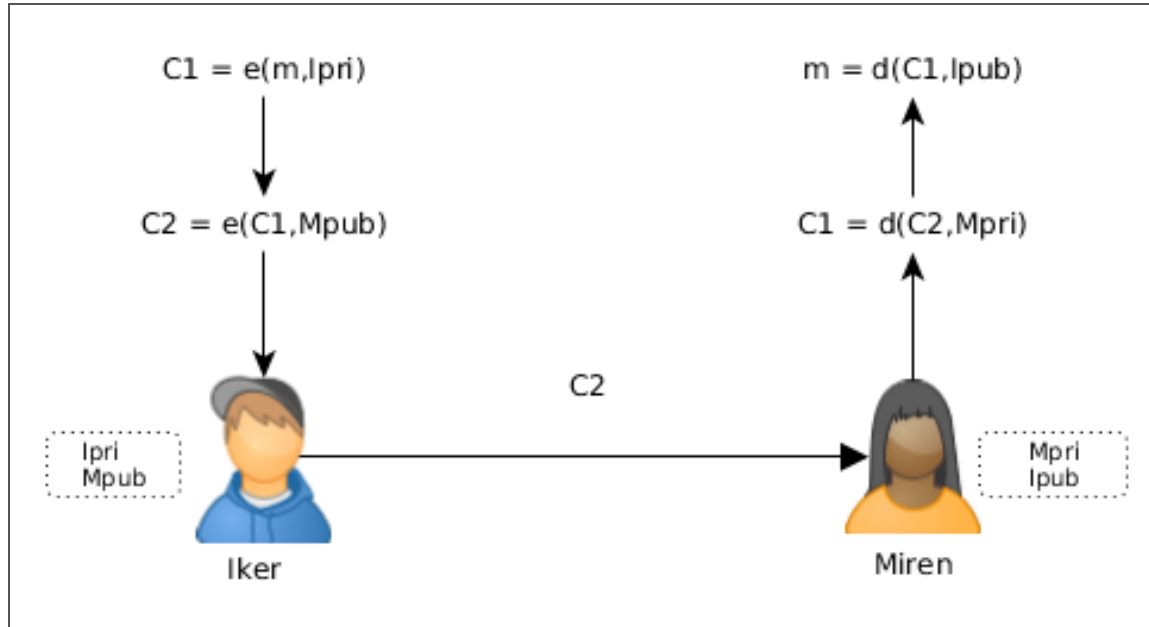 C1 = e(m,Ipri)
m = d(C1,Ipub)
C2 = e(C1,Mpub)
C1 = d(C2,Mpri)
C2
Ipri
Mpub
Mpri
Ipub
Iker
Miren